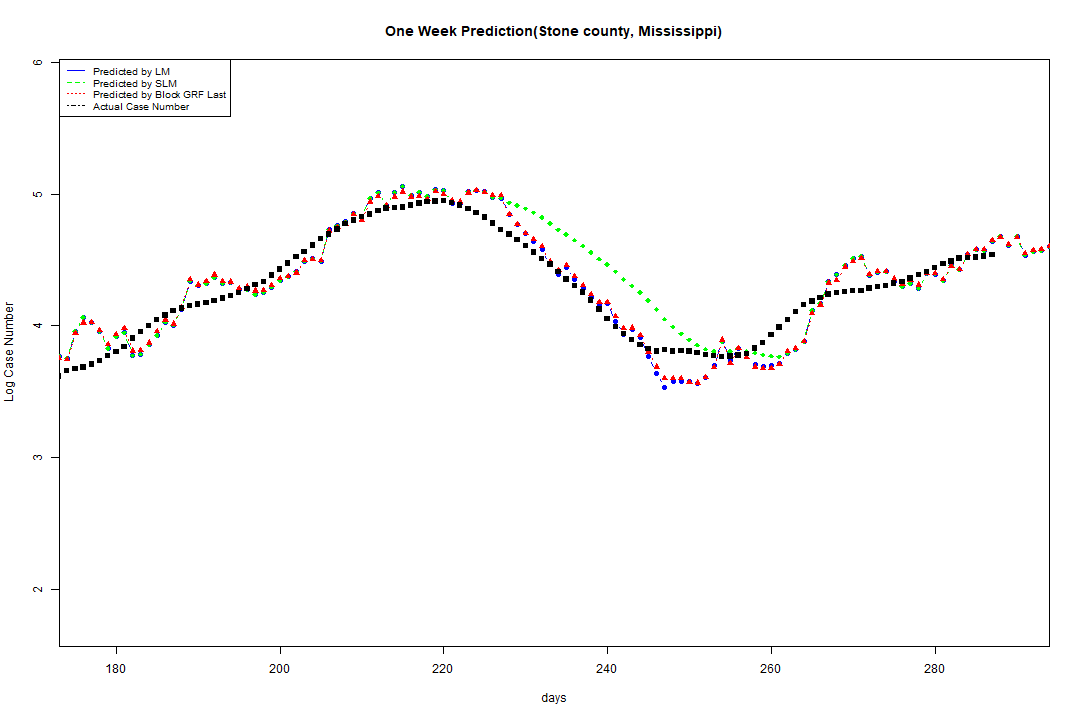 One Week Prediction(Stone county, Mississippi)
Predicted by LM
Predicted by SLM
Predicted by Block GRF Last
Actual Case Number
6
5
4
3
2
Log Case Number
180 200 220 240 260 280
days